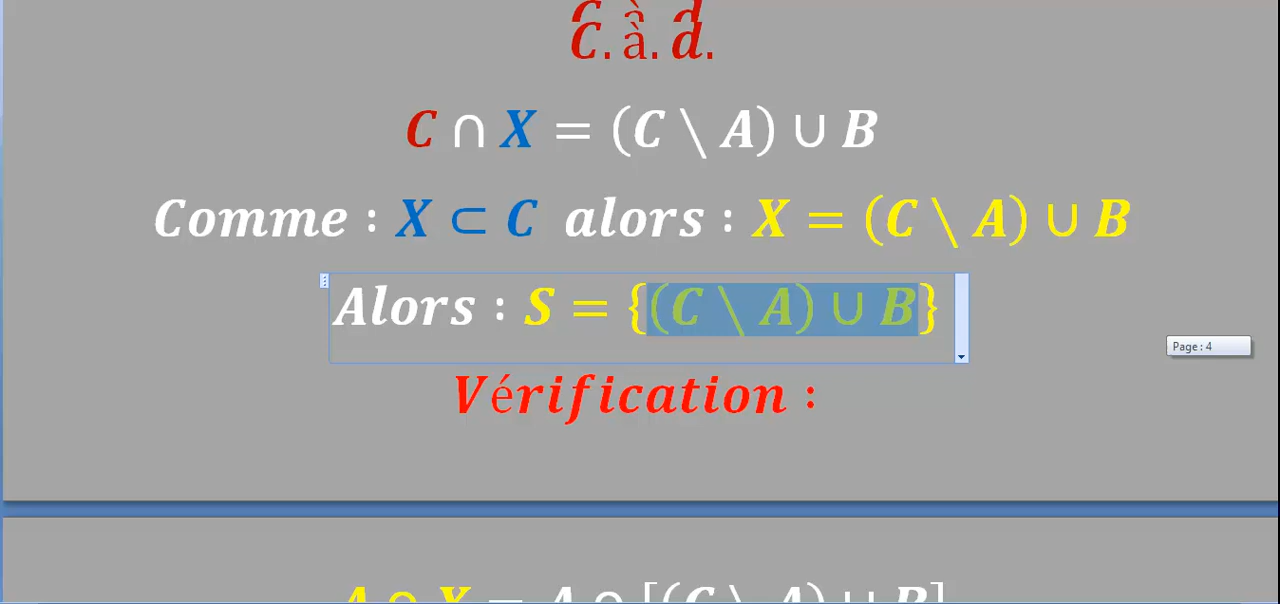 C. à. d.
C. à. d.
C ∩ X = (C \ A) ∪ B
Comme : X ⊂ C alors : X = (C \ A) ∪ B
Alors : S = {(C \ A) ∪ B}
Page : 4
Vérification :
A ∩ X = A ∩ [(C \ A) ∪ B]